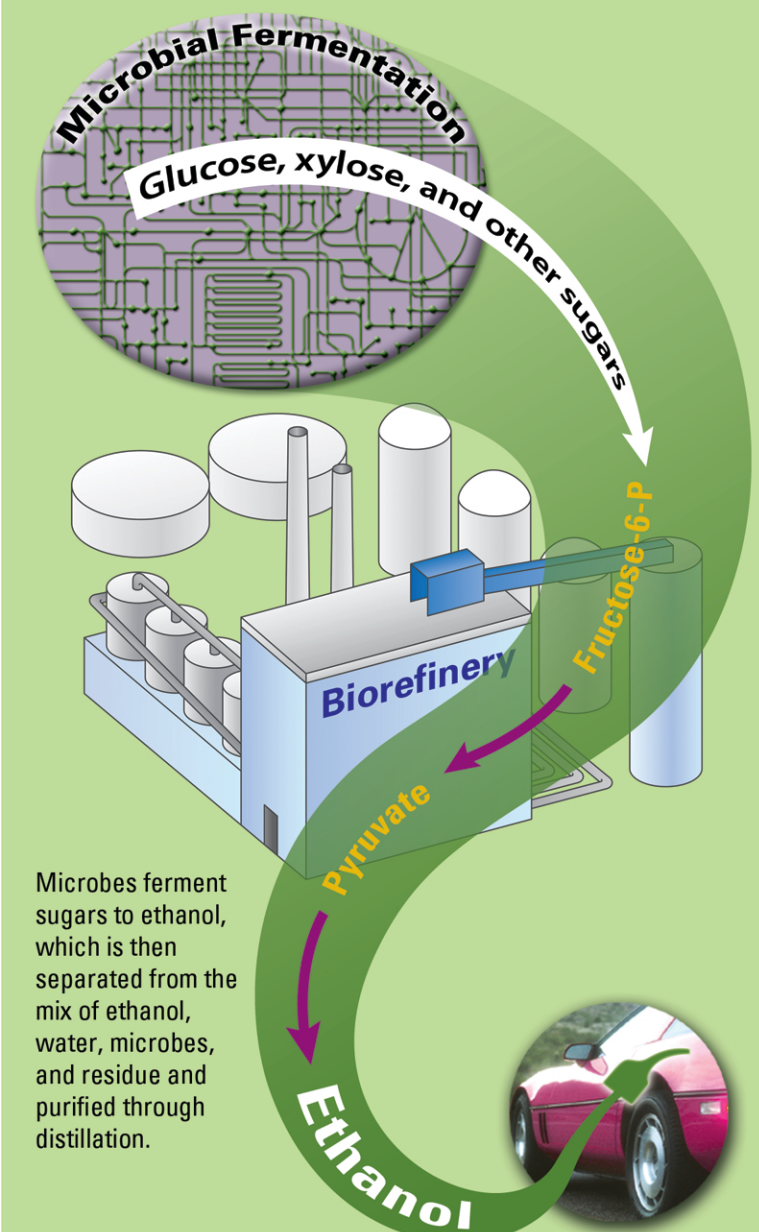 Microbial Fermentation
Glucose, xylose, and other sugars
Fructose-6-P
Biorefinery
Pyruvate
Microbes ferment
sugars to ethanol,
which is then
separated from the
mix of ethanol,
water, microbes,
and residue and
purified through
distillation.
Ethanol